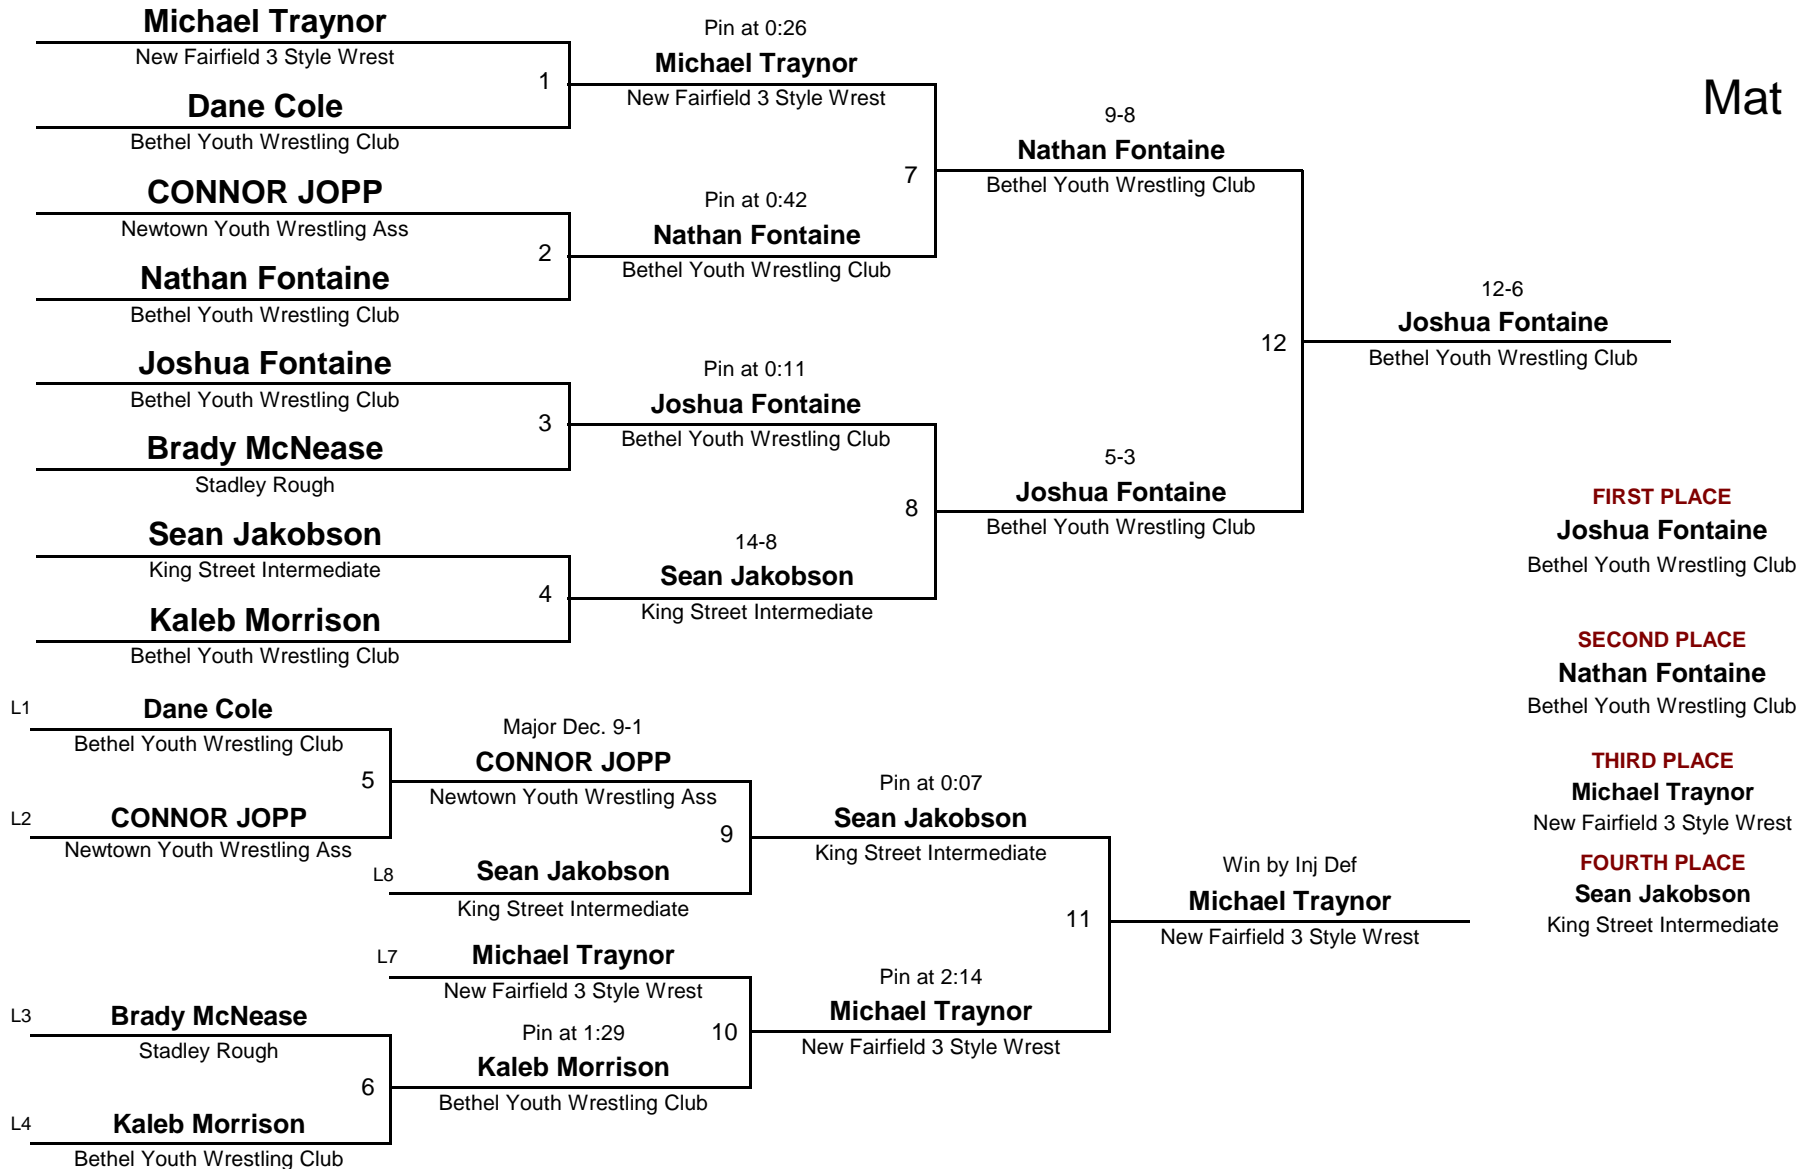 Michael Traynor
New Fairfield 3 Style Wrest
1
Dane Cole
Bethel Youth Wrestling Club
CONNOR JOPP
Newtown Youth Wrestling Ass
2
Nathan Fontaine
Bethel Youth Wrestling Club
Joshua Fontaine
Bethel Youth Wrestling Club
3
Brady McNease
Stadley Rough
Sean Jakobson
King Street Intermediate
4
Kaleb Morrison
Bethel Youth Wrestling Club
Pin at 0:26
Michael Traynor
New Fairfield 3 Style Wrest
7
Pin at 0:42
Nathan Fontaine
Bethel Youth Wrestling Club
Pin at 0:11
Joshua Fontaine
Bethel Youth Wrestling Club
8
14-8
Sean Jakobson
King Street Intermediate
9-8
Nathan Fontaine
Bethel Youth Wrestling Club
12
5-3
Joshua Fontaine
Bethel Youth Wrestling Club
12-6
Joshua Fontaine
Bethel Youth Wrestling Club
Mat
L1
Dane Cole
Bethel Youth Wrestling Club
5
L2
CONNOR JOPP
Newtown Youth Wrestling Ass
L3
Brady McNease
Stadley Rough
6
L4
Kaleb Morrison
Bethel Youth Wrestling Club
Major Dec. 9-1
CONNOR JOPP
Newtown Youth Wrestling Ass
9
L8
Sean Jakobson
King Street Intermediate
L7
Michael Traynor
New Fairfield 3 Style Wrest
10
Pin at 1:29
Kaleb Morrison
Bethel Youth Wrestling Club
Pin at 0:07
Sean Jakobson
King Street Intermediate
11
Pin at 2:14
Michael Traynor
New Fairfield 3 Style Wrest
Win by Inj Def
Michael Traynor
New Fairfield 3 Style Wrest
FIRST PLACE
Joshua Fontaine
Bethel Youth Wrestling Club
SECOND PLACE
Nathan Fontaine
Bethel Youth Wrestling Club
THIRD PLACE
Michael Traynor
New Fairfield 3 Style Wrest
FOURTH PLACE
Sean Jakobson
King Street Intermediate